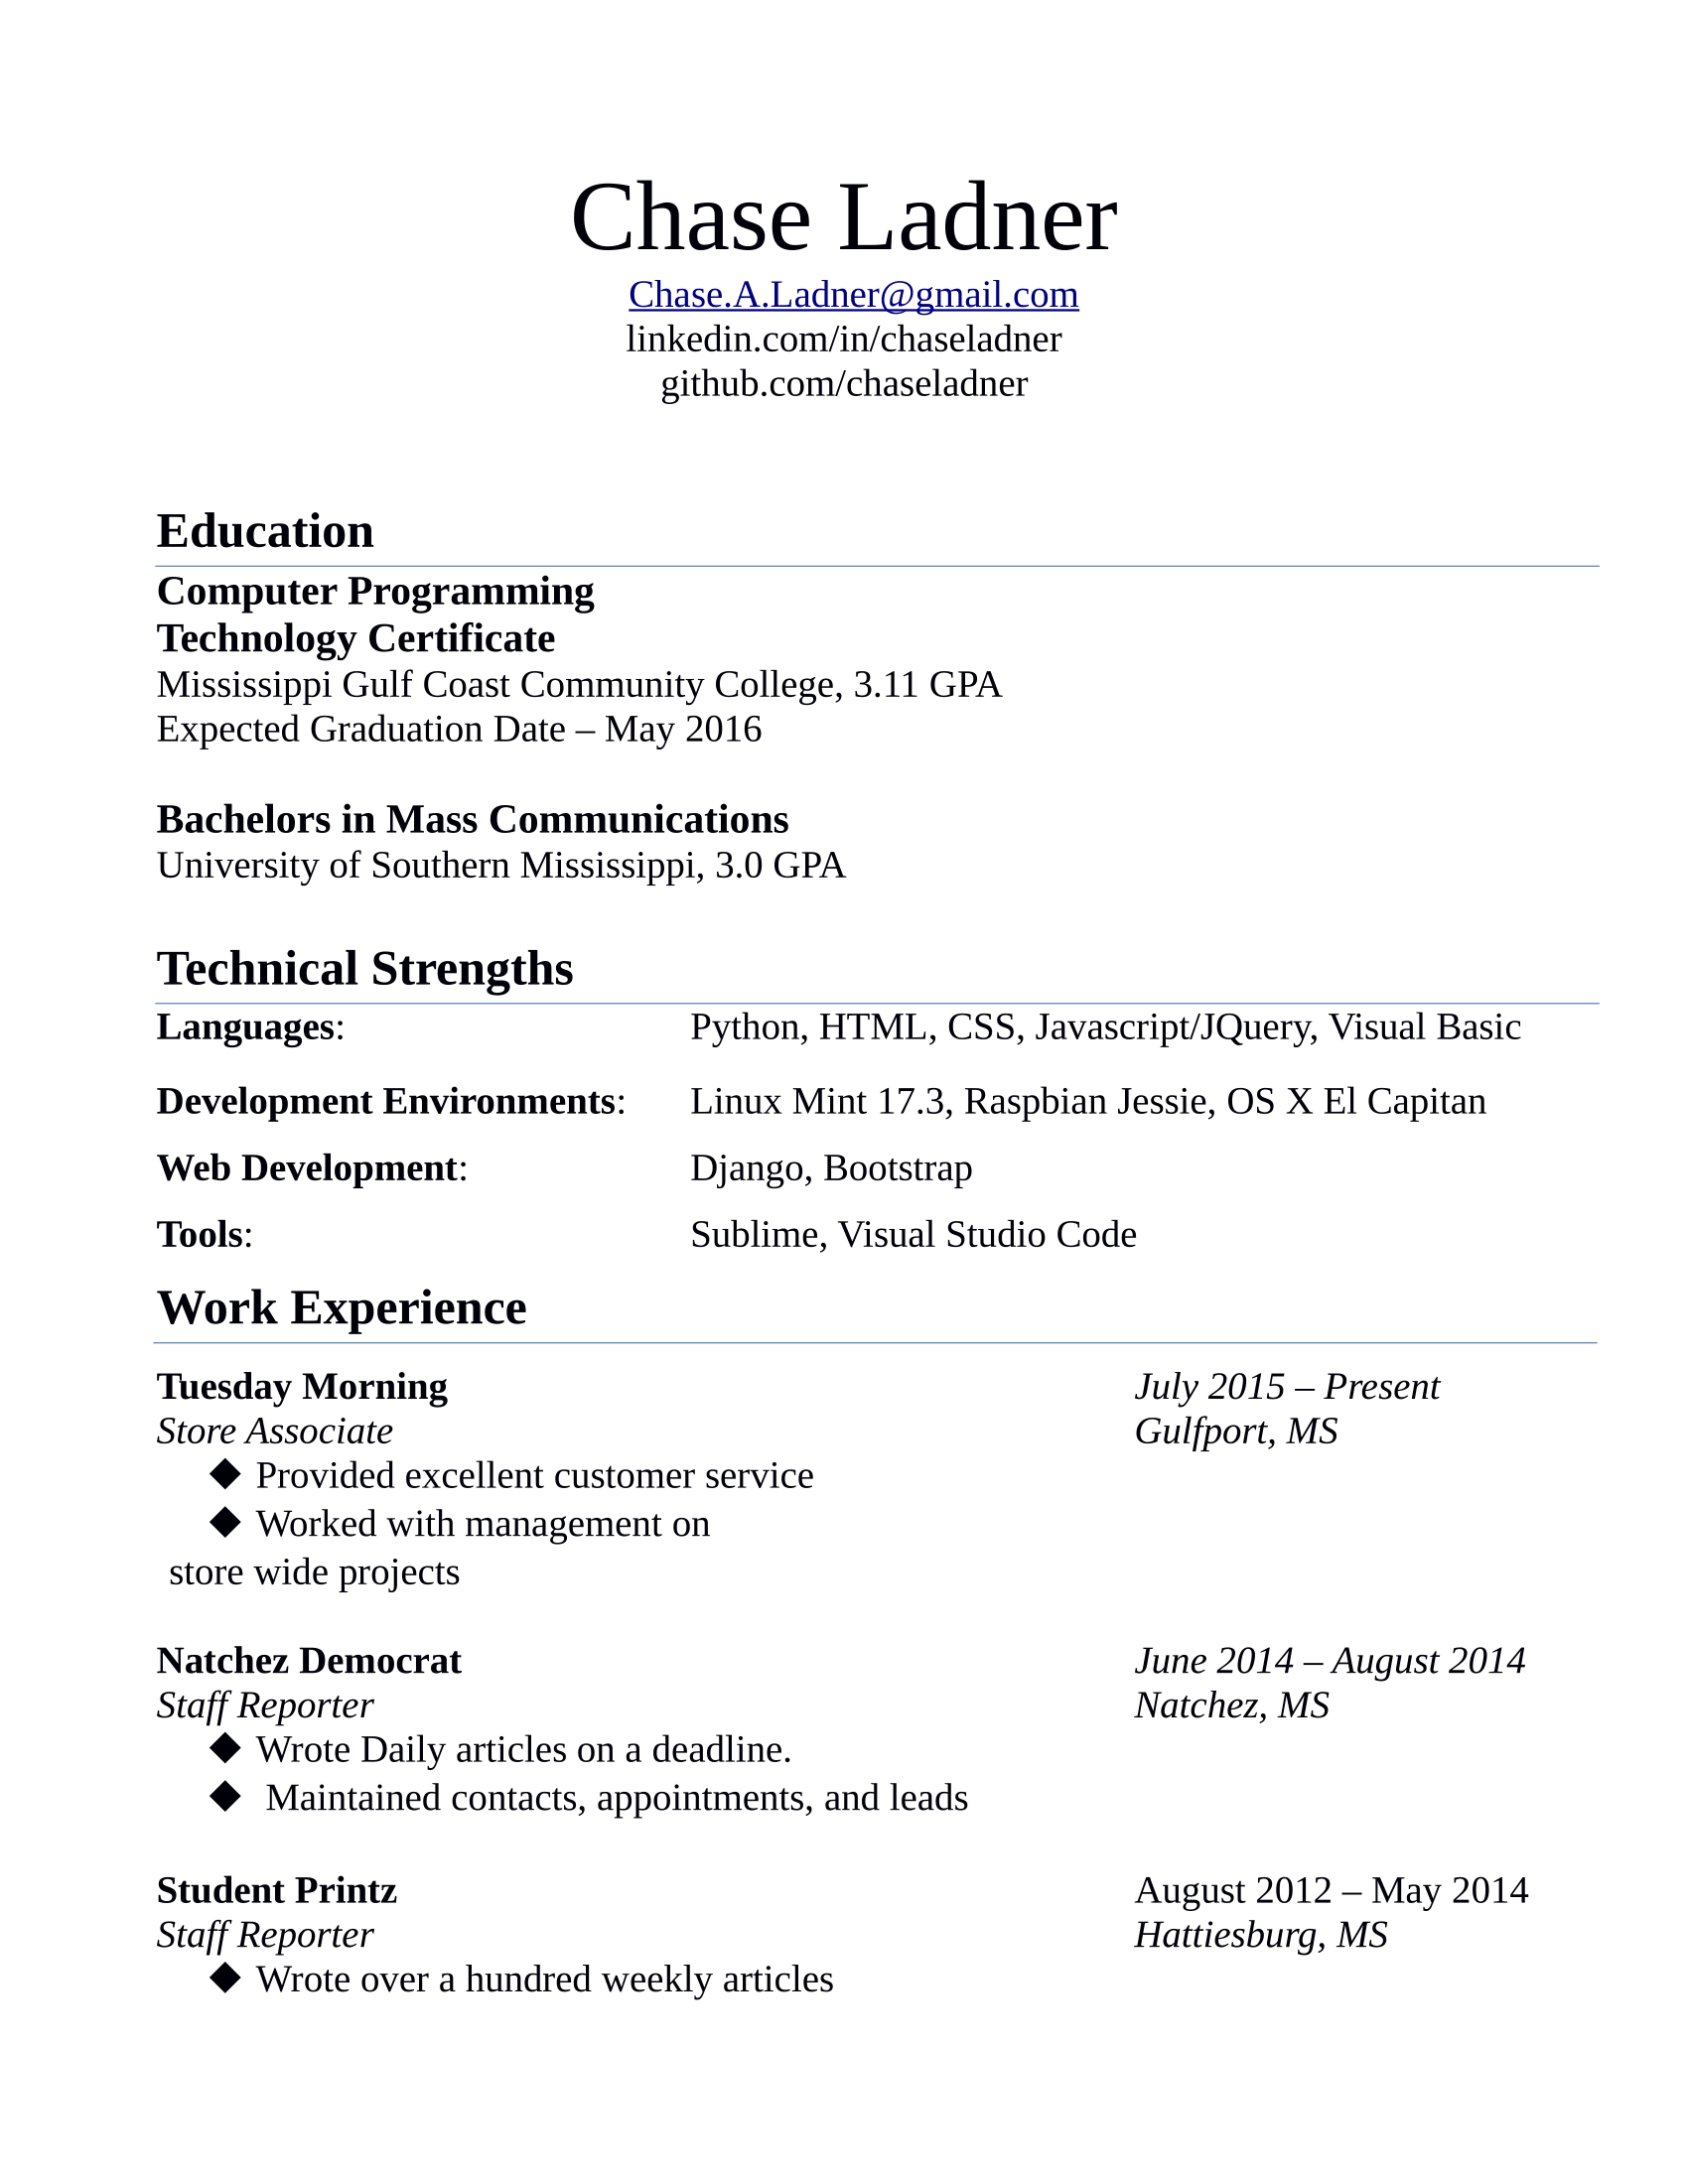 Chase Ladner
Chase.A.Ladner@gmail.com
linkedin.com/in/chaseladner
github.com/chaseladner
Education
Computer Programming
Technology Certificate
Mississippi Gulf Coast Community College, 3.11 GPA
Expected Graduation Date – May 2016
Bachelors in Mass Communications
University of Southern Mississippi, 3.0 GPA
Technical Strengths
Languages: Python, HTML, CSS, Javascript/JQuery, Visual Basic
Development Environments: Linux Mint 17.3, Raspbian Jessie, OS X El Capitan
Web Development: Django, Bootstrap
Tools: Sublime, Visual Studio Code
Work Experience
Tuesday Morning July 2015 – Present
Store Associate Gulfport, MS
◆ Provided excellent customer service
◆ Worked with management on
store wide projects
Natchez Democrat June 2014 – August 2014
Staff Reporter Natchez, MS
◆ Wrote Daily articles on a deadline.
◆ Maintained contacts, appointments, and leads
Student Printz August 2012 – May 2014
Staff Reporter Hattiesburg, MS
◆ Wrote over a hundred weekly articles